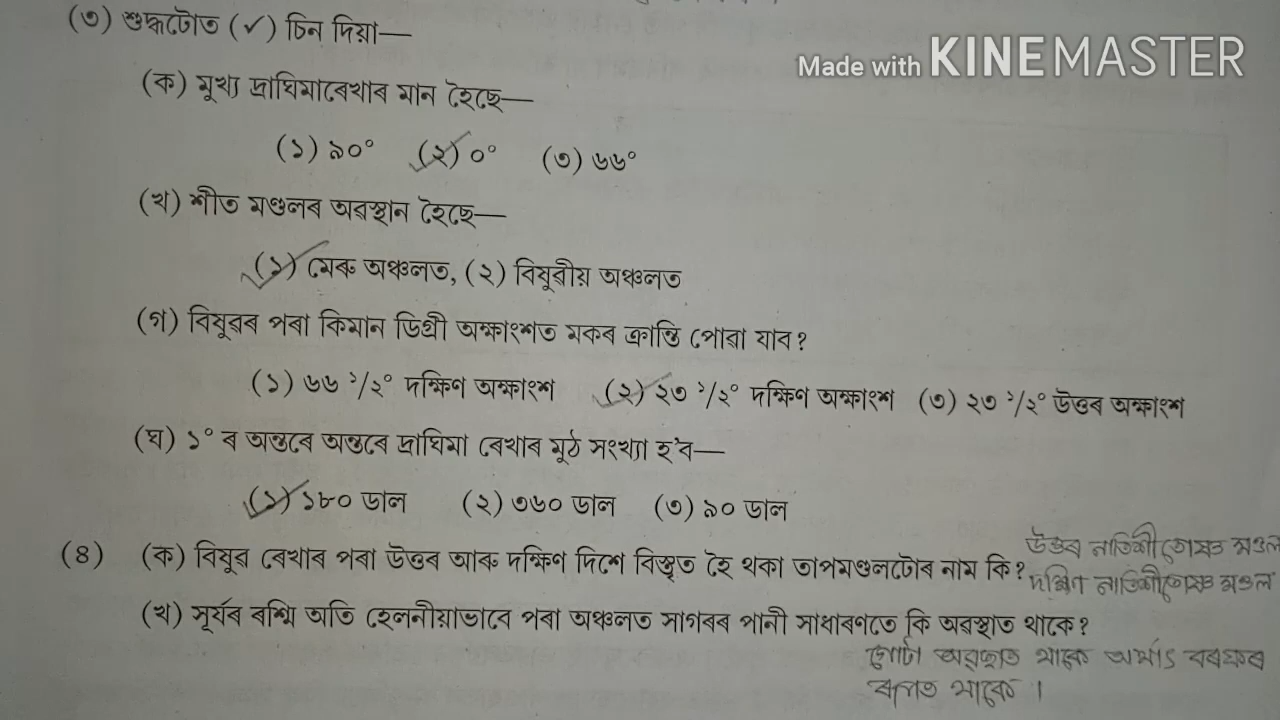 (৩) শুদ্ধটোত (✓) চিন দিয়া—
Made with KINEMASTER
(ক) মুখ্য দ্ৰাঘিমাৰেখাৰ মান হৈছে—
(১) ৯০° (২) ০° (৩) ৬৬°
(খ) শীত মণ্ডলৰ অৱস্থান হৈছে—
(১) মেৰু অঞ্চলত, (২) বিষুৱীয় অঞ্চলত
(গ) বিষুৱৰ পৰা কিমান ডিগ্ৰী অক্ষাংশত মকৰ ক্ৰান্তি পোৱা যাব?
(১) ৬৬ ১/২° দক্ষিণ অক্ষাংশ (২) ২৩ ১/২° দক্ষিণ অক্ষাংশ (৩) ২৩ ১/২° উত্তৰ অক্ষাংশ
(ঘ) ১° ৰ অন্তৰে অন্তৰে দ্ৰাঘিমা ৰেখাৰ মুঠ সংখ্যা হ'ব—
(১) ১৮০ ডাল (২) ৩৬০ ডাল (৩) ৯০ ডাল
(৪) (ক) বিষুৱ ৰেখাৰ পৰা উত্তৰ আৰু দক্ষিণ দিশে বিস্তৃত হৈ থকা তাপমণ্ডলটোৰ নাম কি?
উত্তৰ নাতিশীতোষ্ণ মণ্ডল
দক্ষিণ নাতিশীতোষ্ণ মণ্ডল
(খ) সূৰ্যৰ ৰশ্মি অতি হেলনীয়াভাবে পৰা অঞ্চলত সাগৰৰ পানী সাধাৰণতে কি অৱস্থাত থাকে?
গোটা অৱস্থাত থাকে অৰ্থাৎ বৰফৰ
ৰূপত থাকে।